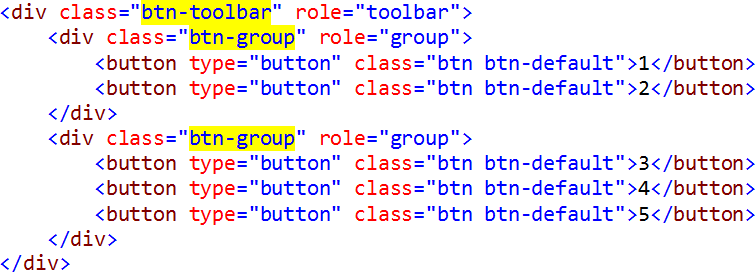 <div class="btn-toolbar" role="toolbar">
    <div class="btn-group" role="group">
        <button type="button" class="btn btn-default">1</button>
        <button type="button" class="btn btn-default">2</button>
    </div>
    <div class="btn-group" role="group">
        <button type="button" class="btn btn-default">3</button>
        <button type="button" class="btn btn-default">4</button>
        <button type="button" class="btn btn-default">5</button>
    </div>
</div>